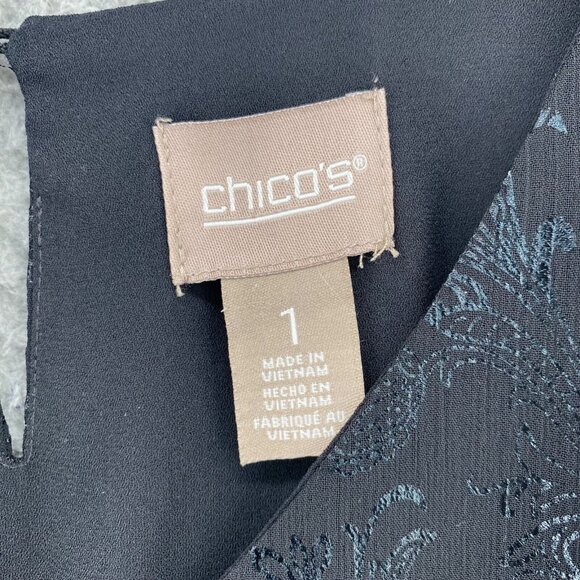 chico's®
1
MADE IN
VIETNAM
HECHO EN
VIETNAM
FABRIQUÉ AU
VIETNAM